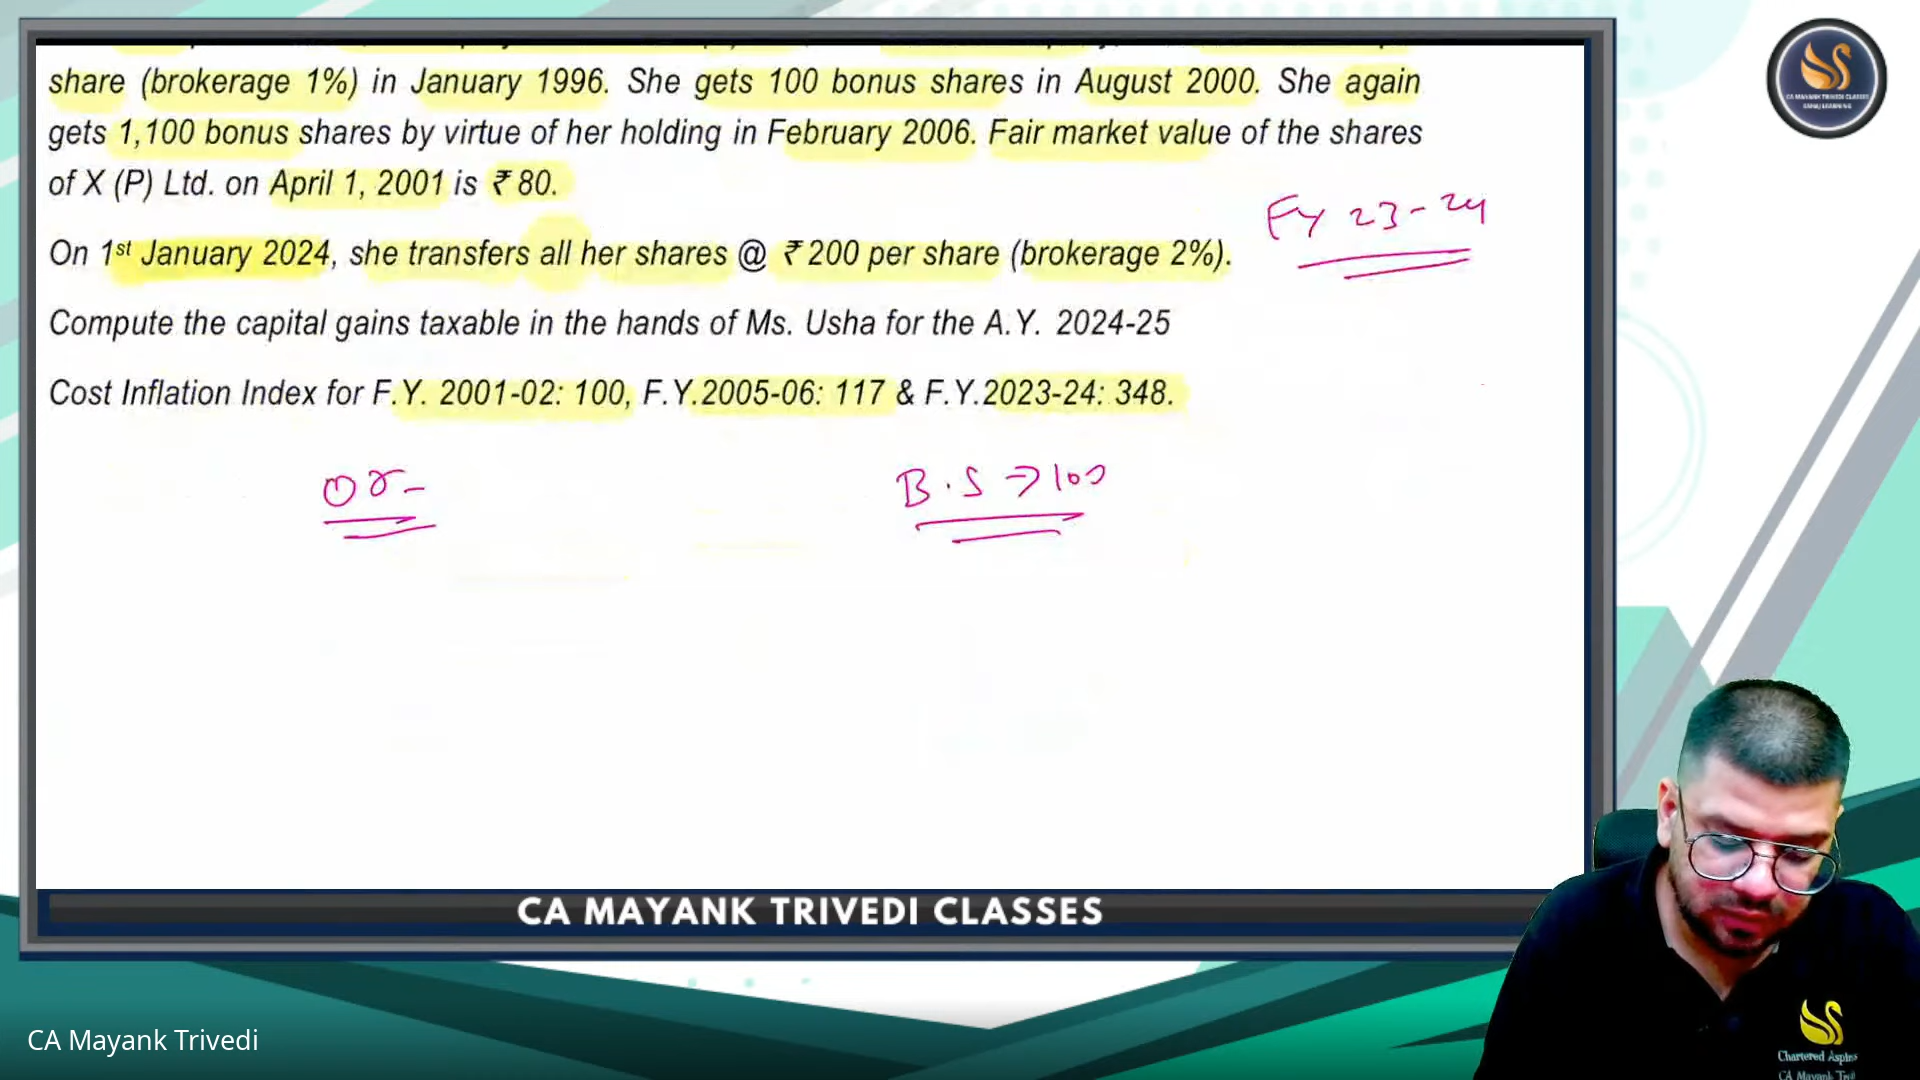 share (brokerage 1%) in January 1996. She gets 100 bonus shares in August 2000. She again
gets 1,100 bonus shares by virtue of her holding in February 2006. Fair market value of the shares
of X (P) Ltd. on April 1, 2001 is ₹ 80.
FY 23-24
On 1st January 2024, she transfers all her shares @ ₹ 200 per share (brokerage 2%).
Compute the capital gains taxable in the hands of Ms. Usha for the A.Y. 2024-25
Cost Inflation Index for F.Y. 2001-02: 100, F.Y.2005-06: 117 & F.Y.2023-24: 348.
B.S → 100
CA MAYANK TRIVEDI CLASSES
CA Mayank Trivedi
CA MAYANK TRIVEDI CLASSES